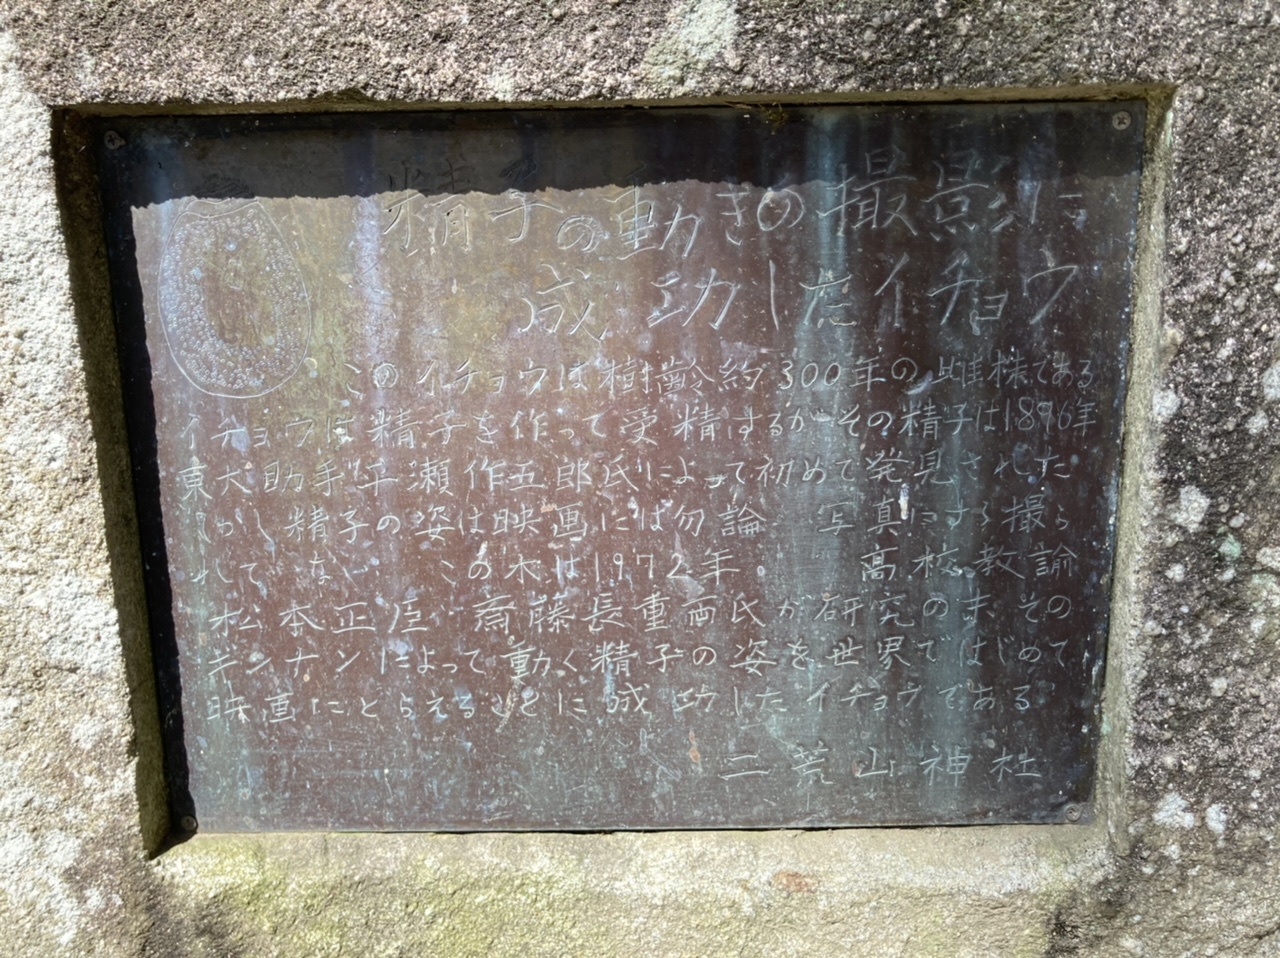 精子の動きの撮影に
成功したイチョウ
このイチョウは樹齢約300年の雌株である
イチョウは精子を作って受精するがその精子は1896年
東大助手平瀬作五郎氏によって初めて発見された
しかし精子の姿は映画には勿論 写真にすら撮ら
れてない この木は1972年 高校教諭
松本正 斎藤長重両氏が研究の末その
ギンナンによって動く精子の姿を世界ではじめて
映画にとらえることに成功したイチョウである
二荒山神社